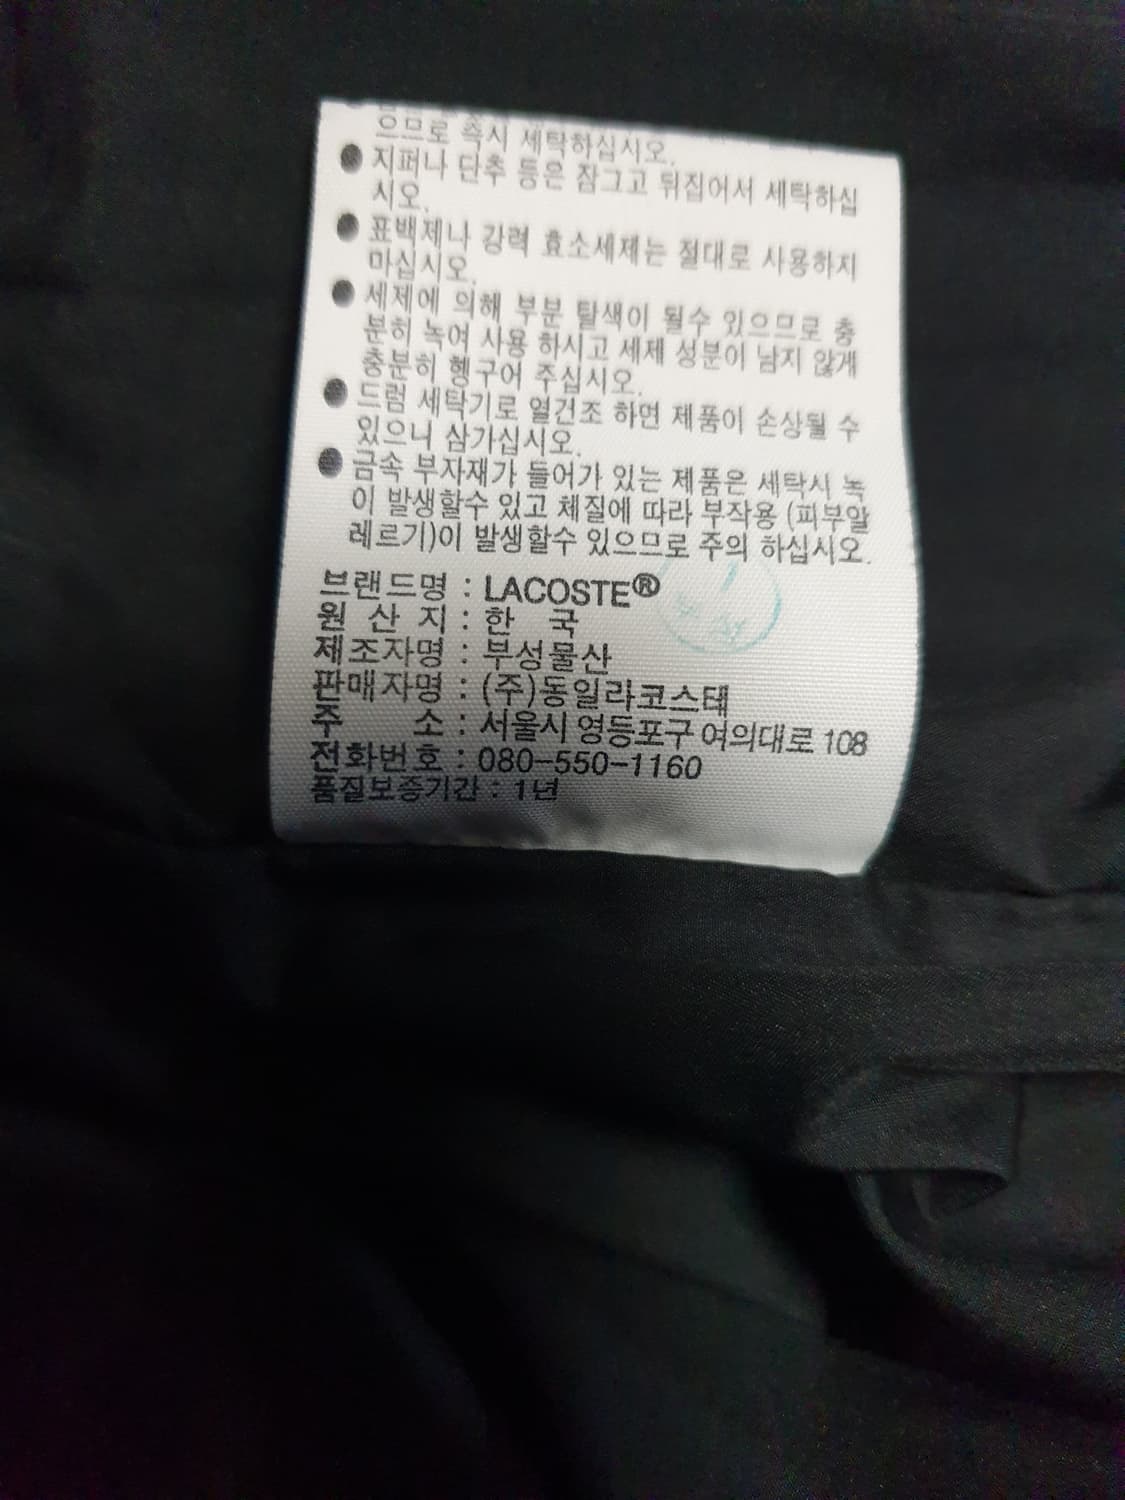 으므로 즉시 세탁하십시오.
● 지퍼나 단추 등은 잠그고 뒤집어서 세탁하십
시오.
● 표백제나 강력 효소세제는 절대로 사용하지
마십시오.
● 세제에 의해 부분 탈색이 될수 있으므로 충
분히 녹여 사용 하시고 세제 성분이 남지 않게
충분히 헹구어 주십시오.
● 드럼 세탁기로 열건조 하면 제품이 손상될 수
있으니 삼가십시오.
● 금속 부자재가 들어가 있는 제품은 세탁시 녹
이 발생할수 있고 체질에 따라 부작용 (피부알
레르기)이 발생할수 있으므로 주의 하십시오.
브랜드명 : LACOSTE®
원 산 지 : 한 국
제조자명 : 부성물산
판매자명 : (주)동일라코스테
주 소 : 서울시 영등포구 여의대로 108
전화번호 : 080-550-1160
품질보증기간 : 1년